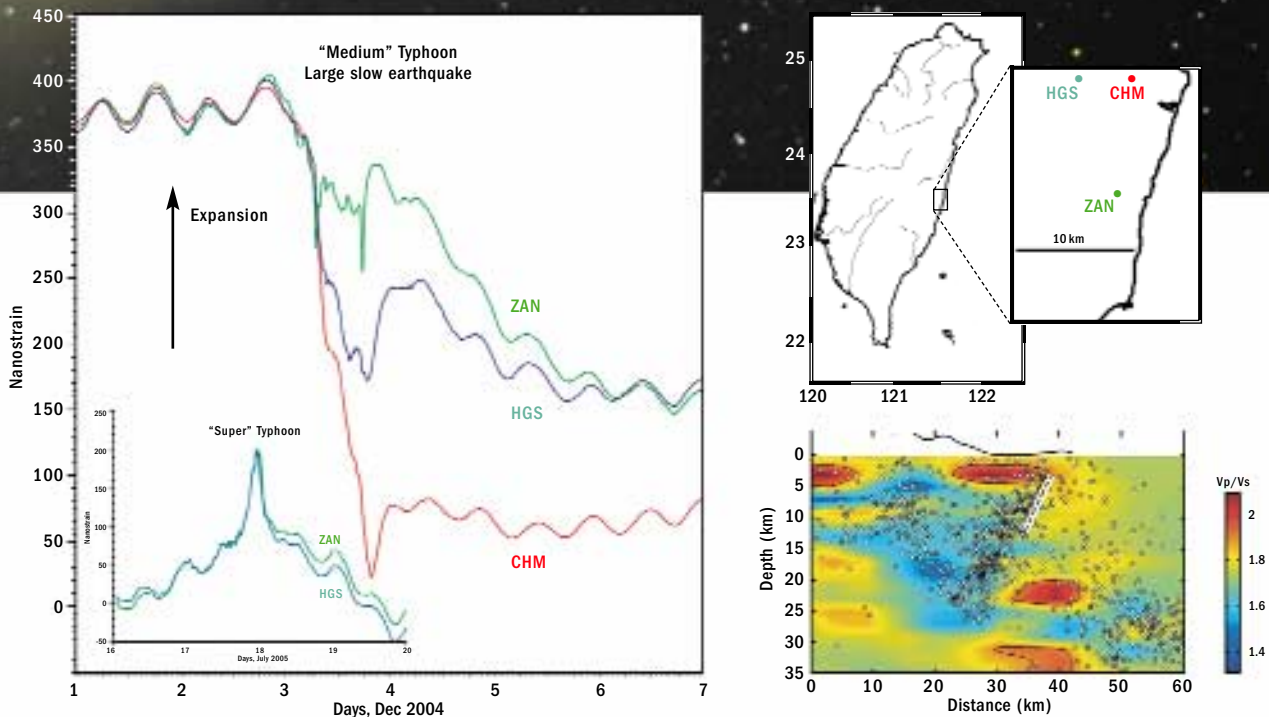 450
400
350
300
250
200
150
100
50
0
Nanostrain
"Medium" Typhoon
Large slow earthquake
Expansion
ZAN
HGS
CHM
250
200
150
100
50
0
-50
Nanostrain
"Super" Typhoon
ZAN
HGS
16 17 18 19 20
Days, July 2005
1 2 3 4 5 6 7
Days, Dec 2004
25
24
23
22
120 121 122
HGS CHM
ZAN
10 km
0
5
10
15
20
25
30
35
Depth (km)
0 10 20 30 40 50 60
Distance (km)
Vp/Vs
2
1.8
1.6
1.4